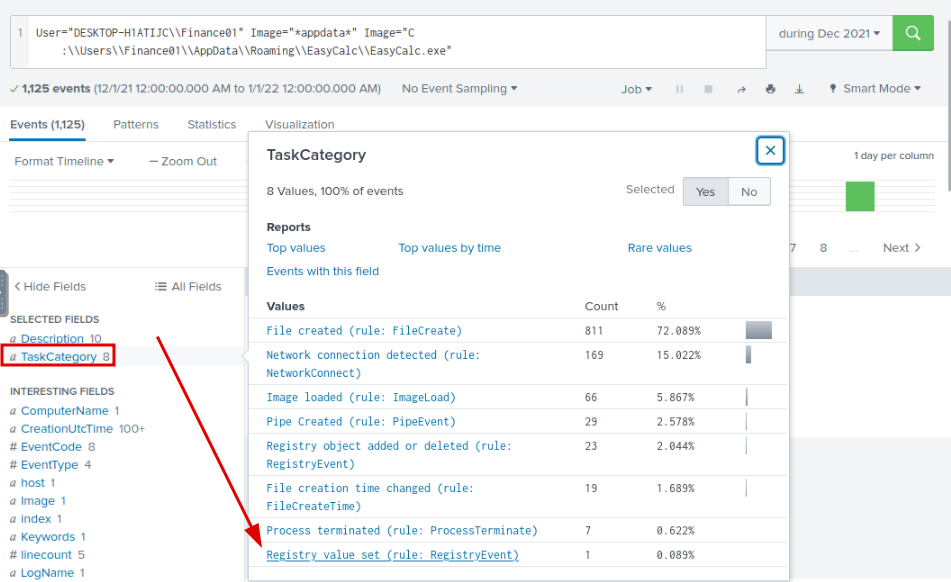 1 User="DESKTOP-H1ATIJC\\Finance01" Image="*appdata*" Image="C
:\\Users\\Finance01\\AppData\\Roaming\\EasyCalc\\EasyCalc.exe"
during Dec 2021
1,125 events (12/1/21 12:00:00.000 AM to 1/1/22 12:00:00.000 AM) No Event Sampling Job Smart Mode
Events (1,125) Patterns Statistics Visualization
Format Timeline — Zoom Out
1 day per column
TaskCategory
8 Values, 100% of events
Selected Yes No
Reports
Top values Top values by time Rare values
Events with this field
7 8 ... Next >
< Hide Fields All Fields
SELECTED FIELDS
a Description 10
a TaskCategory 8
INTERESTING FIELDS
a ComputerName 1
a CreationUtcTime 100+
# EventCode 8
# EventType 4
a host 1
a Image 1
a index 1
a Keywords 1
# linecount 5
a LogName 1
Values Count %
File created (rule: FileCreate) 811 72.089%
Network connection detected (rule: 169 15.022%
NetworkConnect)
Image loaded (rule: ImageLoad) 66 5.867%
Pipe Created (rule: PipeEvent) 29 2.578%
Registry object added or deleted (rule: 23 2.044%
RegistryEvent)
File creation time changed (rule: 19 1.689%
FileCreateTime)
Process terminated (rule: ProcessTerminate) 7 0.622%
Registry value set (rule: RegistryEvent) 1 0.089%